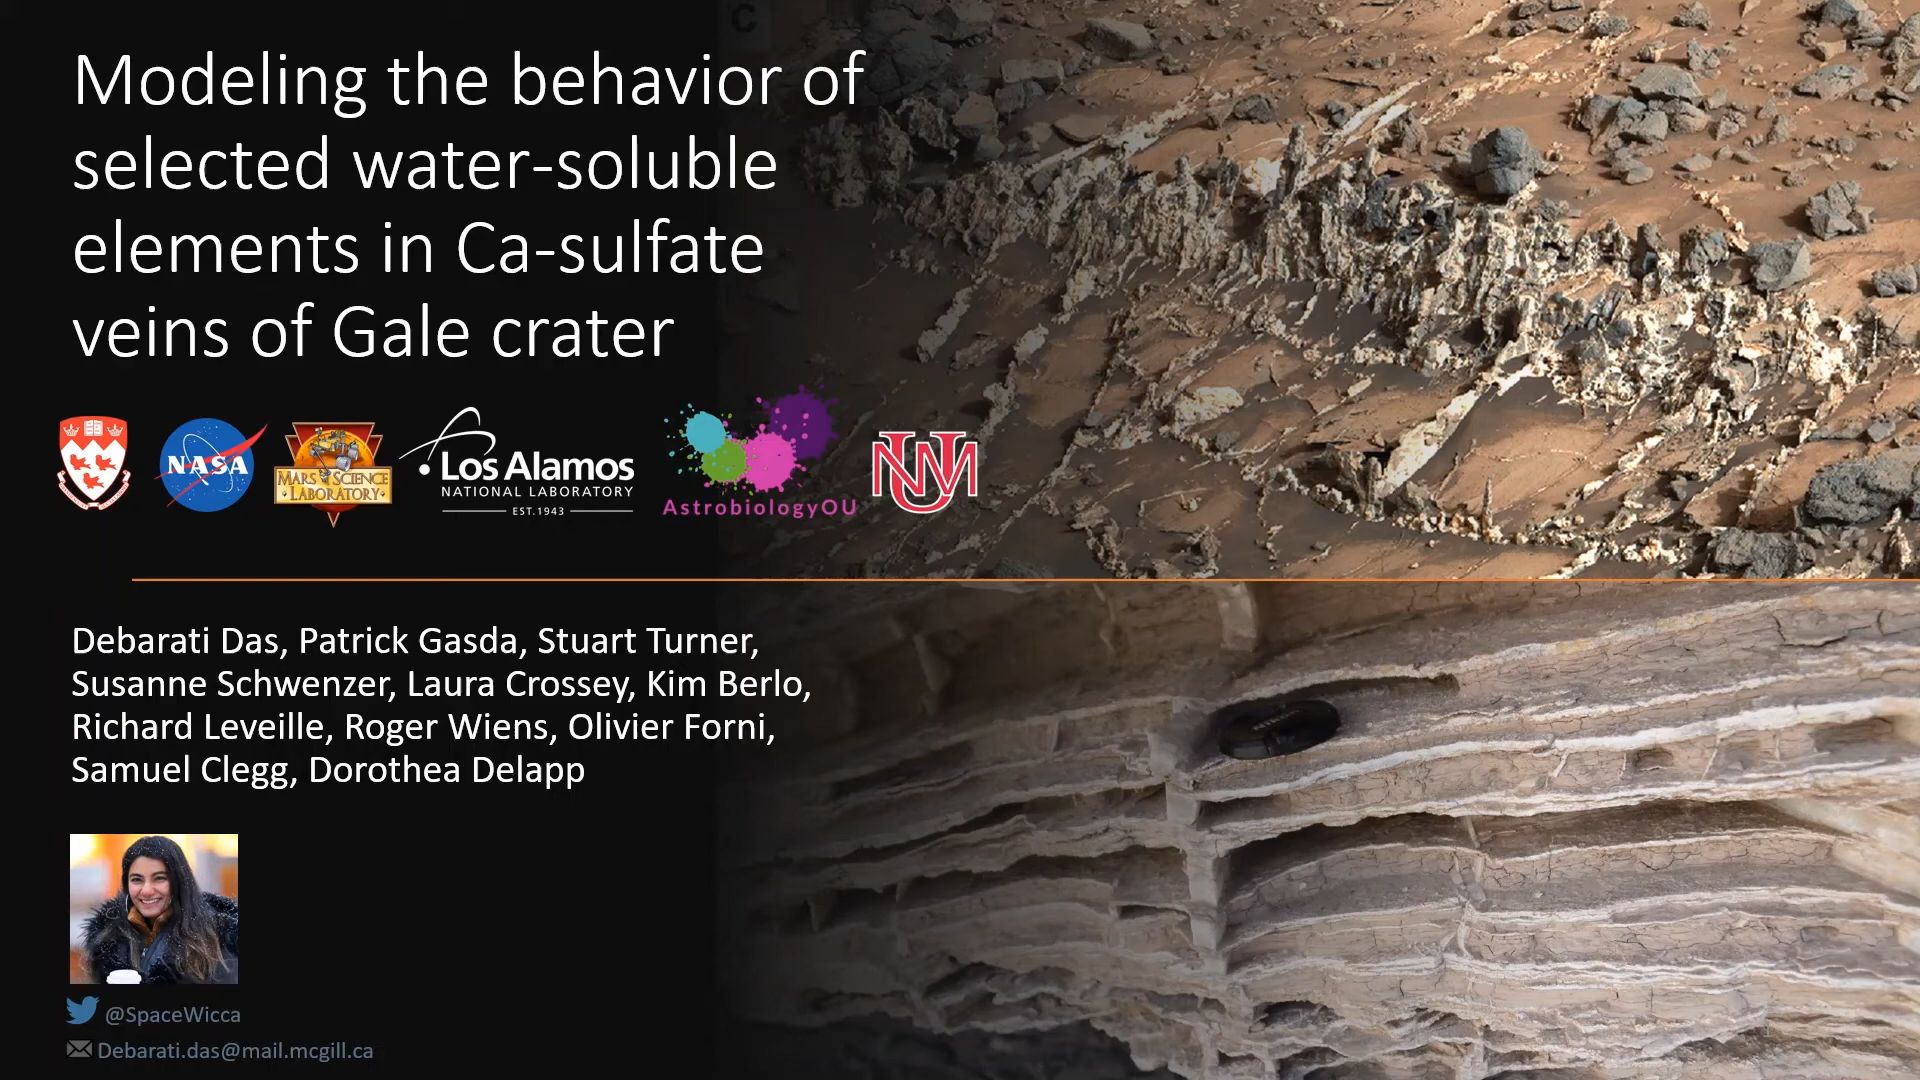 C
Modeling the behavior of
selected water-soluble
elements in Ca-sulfate
veins of Gale crater
NASA
MARS SCIENCE
LABORATORY
Los Alamos
NATIONAL LABORATORY
EST.1943
AstrobiologyOU
UNM
Debarati Das, Patrick Gasda, Stuart Turner,
Susanne Schwenzer, Laura Crossey, Kim Berlo,
Richard Leveille, Roger Wiens, Olivier Forni,
Samuel Clegg, Dorothea Delapp
@SpaceWicca
Debarati.das@mail.mcgill.ca